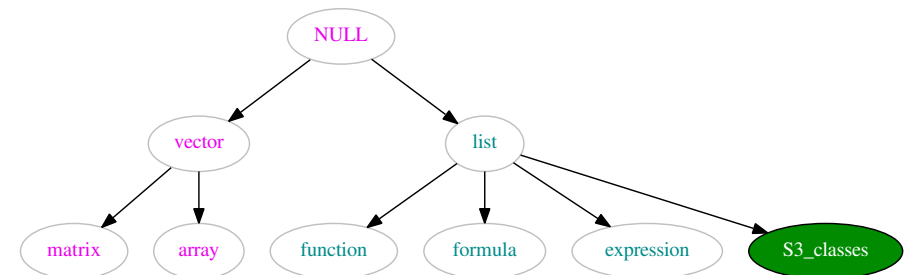 NULL
vector
list
matrix
array
function
formula
expression
S3_classes